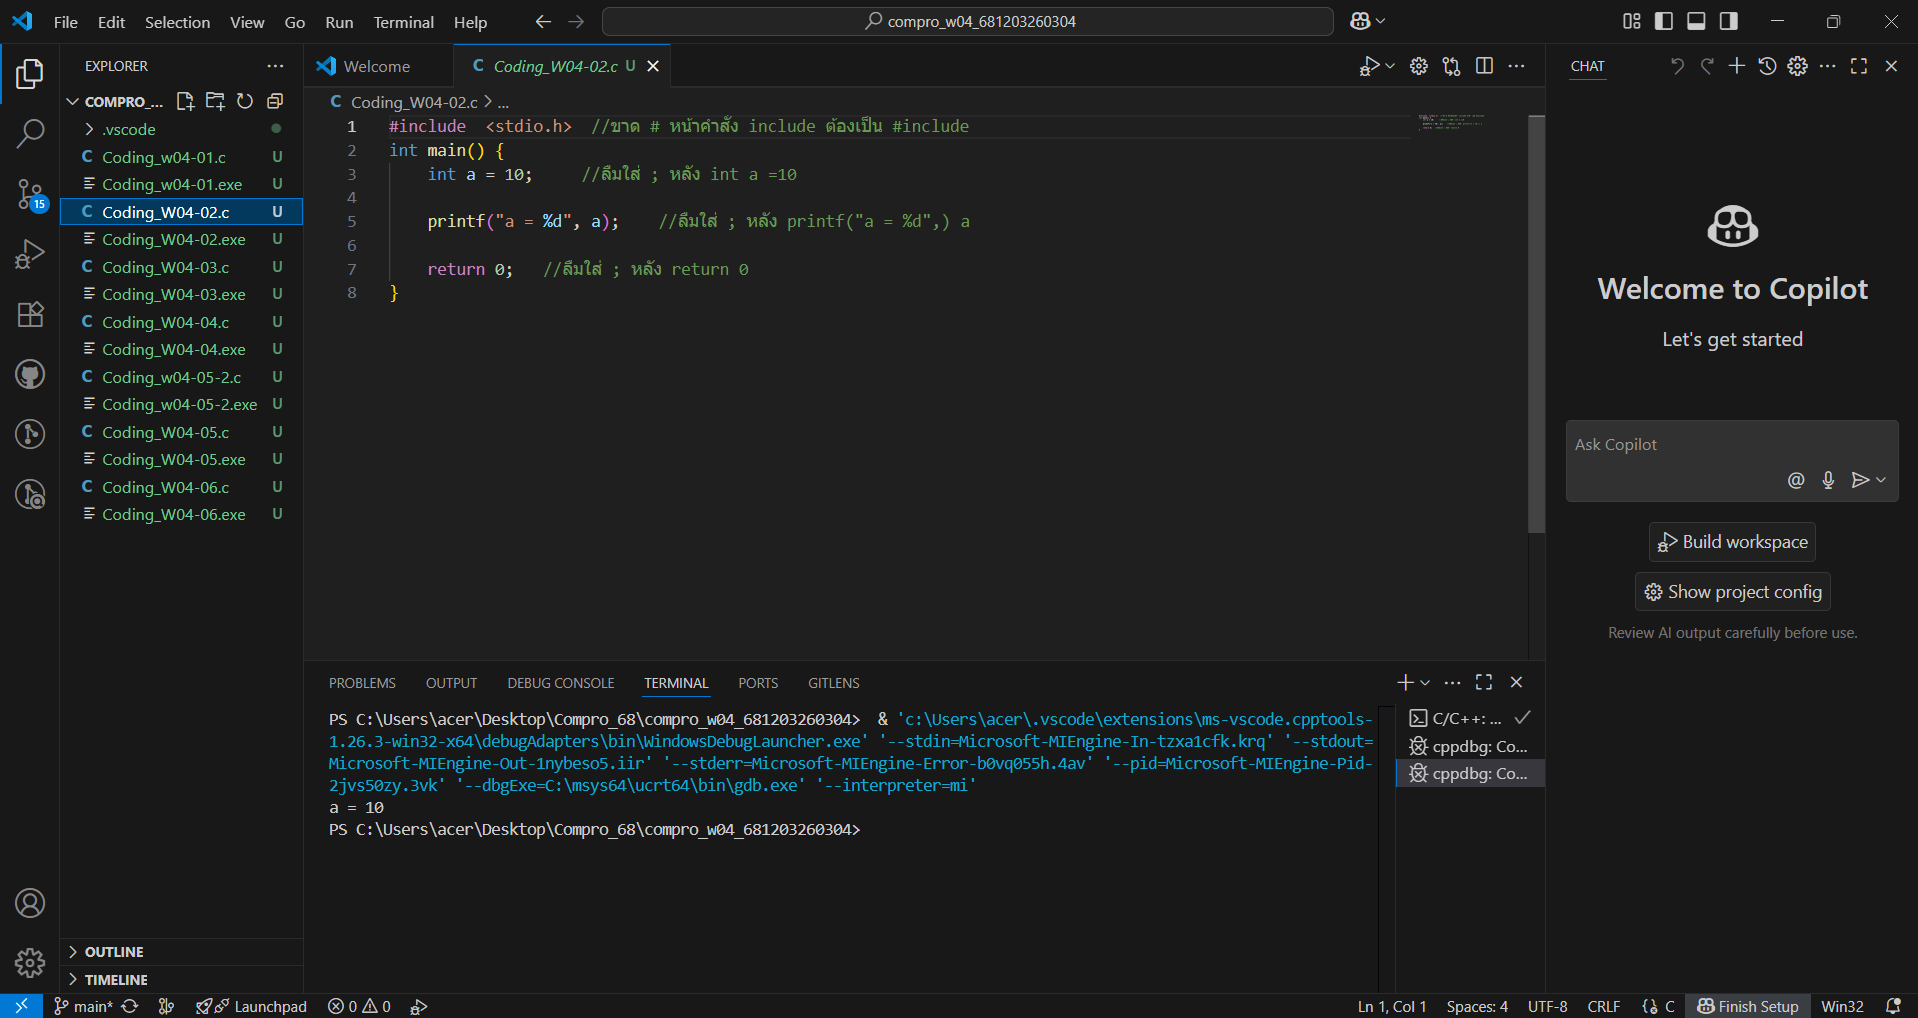 File Edit Selection View Go Run Terminal Help
compro_w04_681203260304
EXPLORER
COMPRO_...
.vscode
Coding_w04-01.c U
Coding_w04-01.exe U
Coding_W04-02.c U
Coding_W04-02.exe U
Coding_W04-03.c U
Coding_W04-03.exe U
Coding_W04-04.c U
Coding_W04-04.exe U
Coding_w04-05-2.c U
Coding_w04-05-2.exe U
Coding_W04-05.c U
Coding_W04-05.exe U
Coding_W04-06.c U
Coding_W04-06.exe U
15
OUTLINE
TIMELINE
Welcome
C Coding_W04-02.c U
C Coding_W04-02.c > ...
1 #include  <stdio.h>  //ขาด # หน้าคำสั่ง include ต้องเป็น #include
2 int main() {
3     int a = 10;     //ลืมใส่ ; หลัง int a =10
4
5     printf("a = %d", a);    //ลืมใส่ ; หลัง printf("a = %d",) a
6
7     return 0;   //ลืมใส่ ; หลัง return 0
8 }
PROBLEMS OUTPUT DEBUG CONSOLE TERMINAL PORTS GITLENS
PS C:\Users\acer\Desktop\Compro_68\compro_w04_681203260304>  & 'c:\Users\acer\.vscode\extensions\ms-vscode.cpptools-
1.26.3-win32-x64\debugAdapters\bin\WindowsDebugLauncher.exe' '--stdin=Microsoft-MIEngine-In-tzxa1cfk.krq' '--stdout=
Microsoft-MIEngine-Out-1nybeso5.iir' '--stderr=Microsoft-MIEngine-Error-b0vq055h.4av' '--pid=Microsoft-MIEngine-Pid-
2jvs50zy.3vk' '--dbgExe=C:\msys64\ucrt64\bin\gdb.exe' '--interpreter=mi'
a = 10
PS C:\Users\acer\Desktop\Compro_68\compro_w04_681203260304>
C/C++: ...
cppdbg: Co...
cppdbg: Co...
CHAT
Welcome to Copilot
Let's get started
Ask Copilot
Build workspace
Show project config
Review AI output carefully before use.
main* Launchpad 0 0
Ln 1, Col 1 Spaces: 4 UTF-8 CRLF C Finish Setup Win32